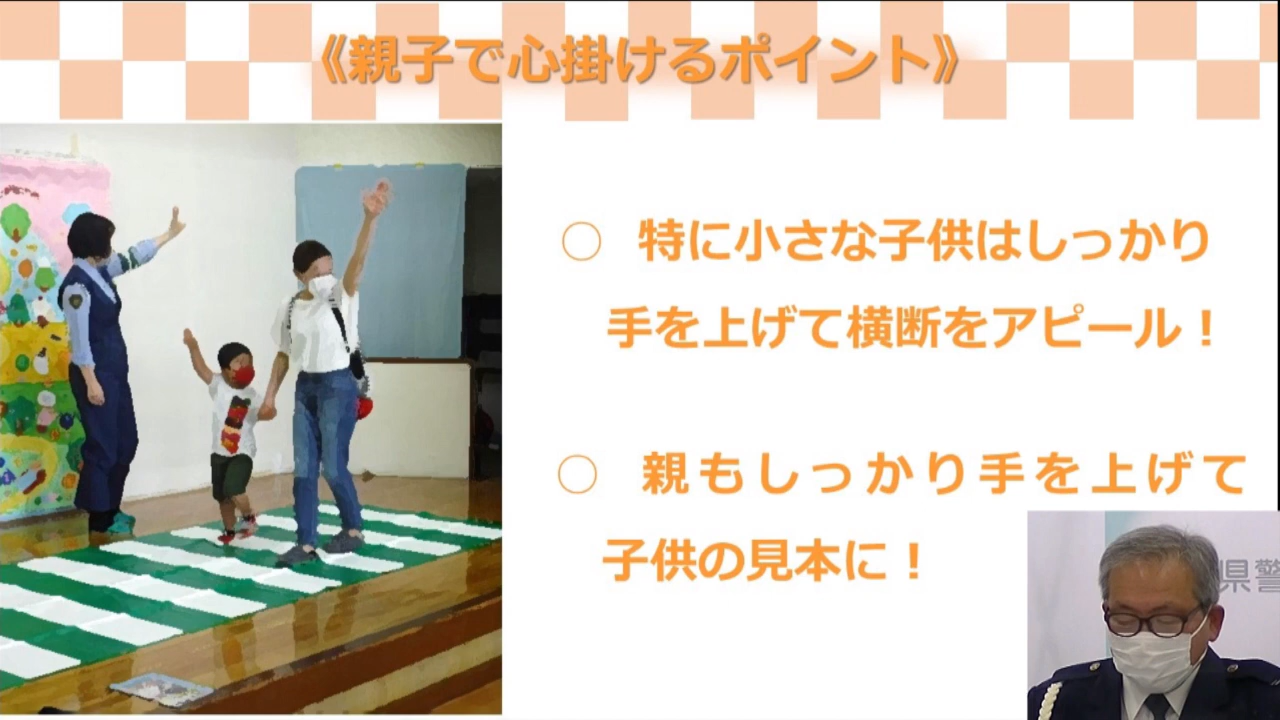 《親子で心掛けるポイント》
○ 特に小さな子供はしっかり
手を上げて横断をアピール！
○ 親もしっかり手を上げて
子供の見本に！
県警